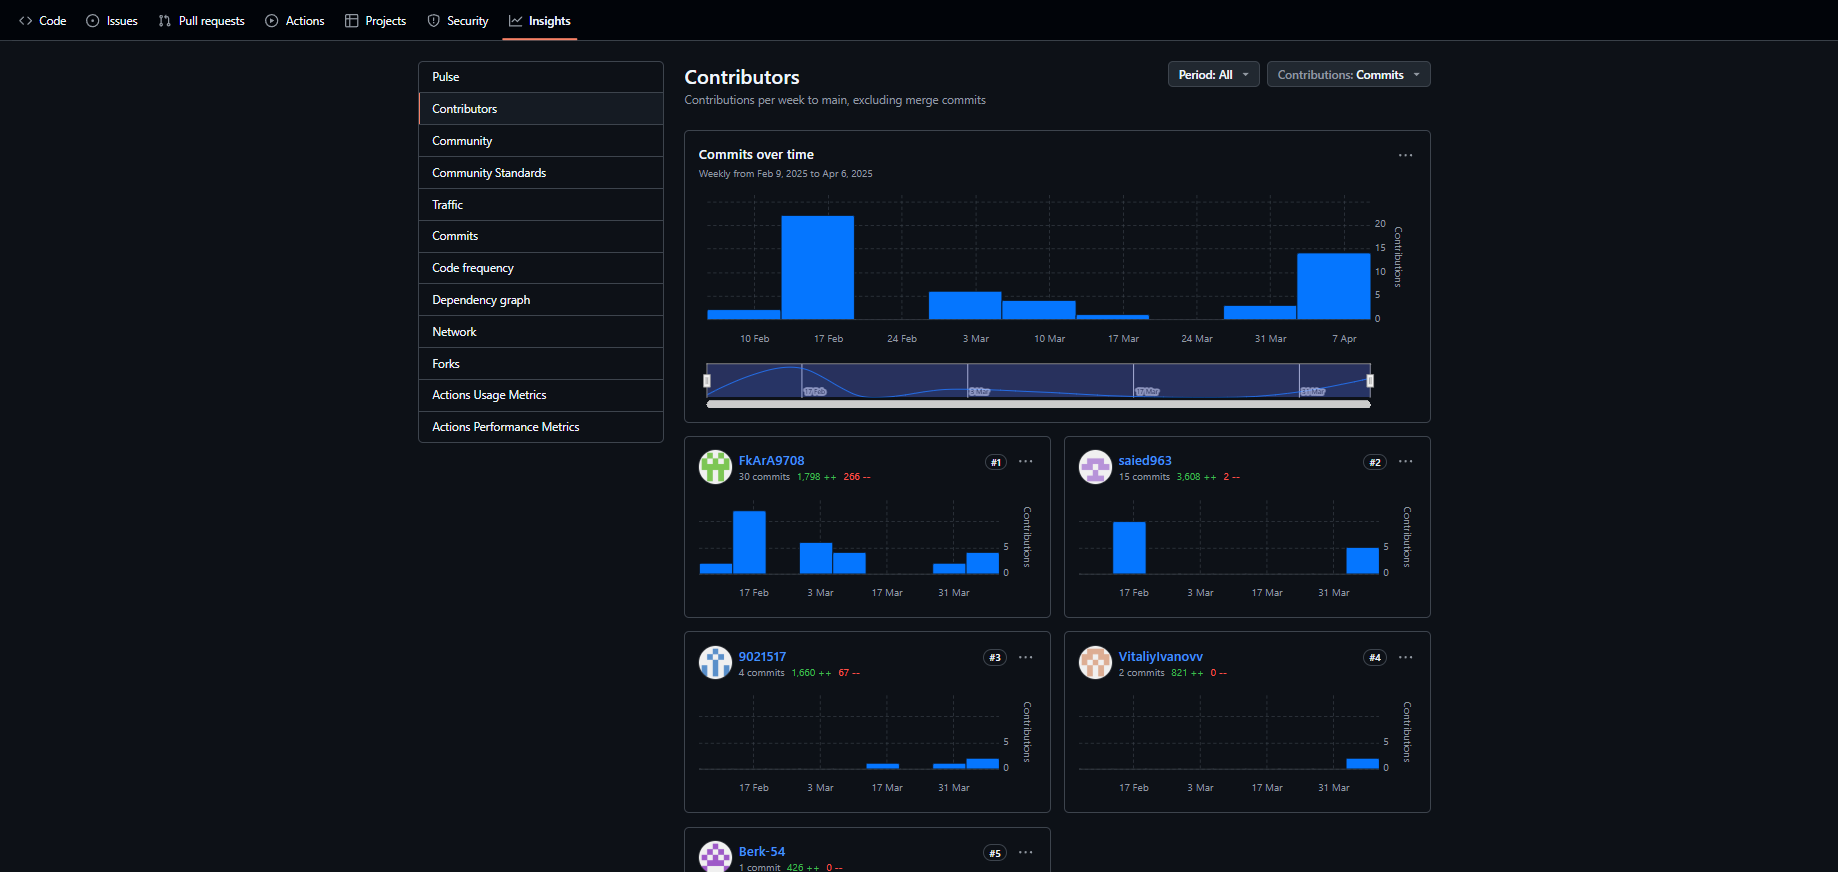 Code Issues Pull requests Actions Projects Security Insights
Pulse
Contributors
Community
Community Standards
Traffic
Commits
Code frequency
Dependency graph
Network
Forks
Actions Usage Metrics
Actions Performance Metrics
Contributors
Period: All
Contributions: Commits
Contributions per week to main, excluding merge commits
Commits over time
Weekly from Feb 9, 2025 to Apr 6, 2025
20
15
10
5
0
Contributions
10 Feb 17 Feb 24 Feb 3 Mar 10 Mar 17 Mar 24 Mar 31 Mar 7 Apr
17 Feb 3 Mar 17 Mar 31 Mar
FkArA9708 #1
30 commits 1,798 ++ 266 --
5
0
Contributions
17 Feb 3 Mar 17 Mar 31 Mar
saied963 #2
15 commits 3,608 ++ 2 --
5
0
Contributions
17 Feb 3 Mar 17 Mar 31 Mar
9021517 #3
4 commits 1,660 ++ 67 --
5
0
Contributions
17 Feb 3 Mar 17 Mar 31 Mar
VitaliyIvanovv #4
2 commits 821 ++ 0 --
5
0
Contributions
17 Feb 3 Mar 17 Mar 31 Mar
Berk-54 #5
1 commit 426 ++ 0 --